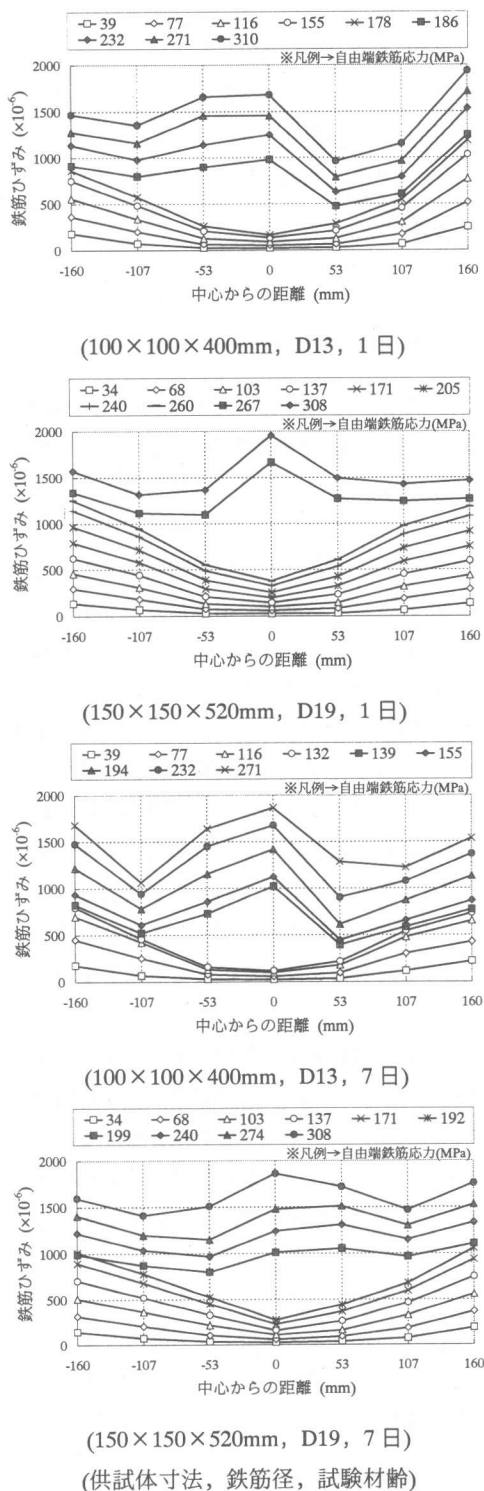 39 77 116 155 178 186
232 271 310
※凡例→自由端鉄筋応力(MPa)
鉄筋ひずみ (×10⁻⁶)
2000
1500
1000
500
0
-160 -107 -53 0 53 107 160
中心からの距離 (mm)
(100×100×400mm，D13，1日)
34 68 103 137 171 205
240 260 267 308
※凡例→自由端鉄筋応力(MPa)
鉄筋ひずみ (×10⁻⁶)
2000
1500
1000
500
0
-160 -107 -53 0 53 107 160
中心からの距離 (mm)
(150×150×520mm，D19，1日)
39 77 116 132 139 155
194 232 271
※凡例→自由端鉄筋応力(MPa)
鉄筋ひずみ (×10⁻⁶)
2000
1500
1000
500
0
-160 -107 -53 0 53 107 160
中心からの距離 (mm)
(100×100×400mm，D13，7日)
34 68 103 137 171 192
199 240 274 308
※凡例→自由端鉄筋応力(MPa)
鉄筋ひずみ (×10⁻⁶)
2000
1500
1000
500
0
-160 -107 -53 0 53 107 160
中心からの距離 (mm)
(150×150×520mm，D19，7日)
(供試体寸法，鉄筋径，試験材齢)